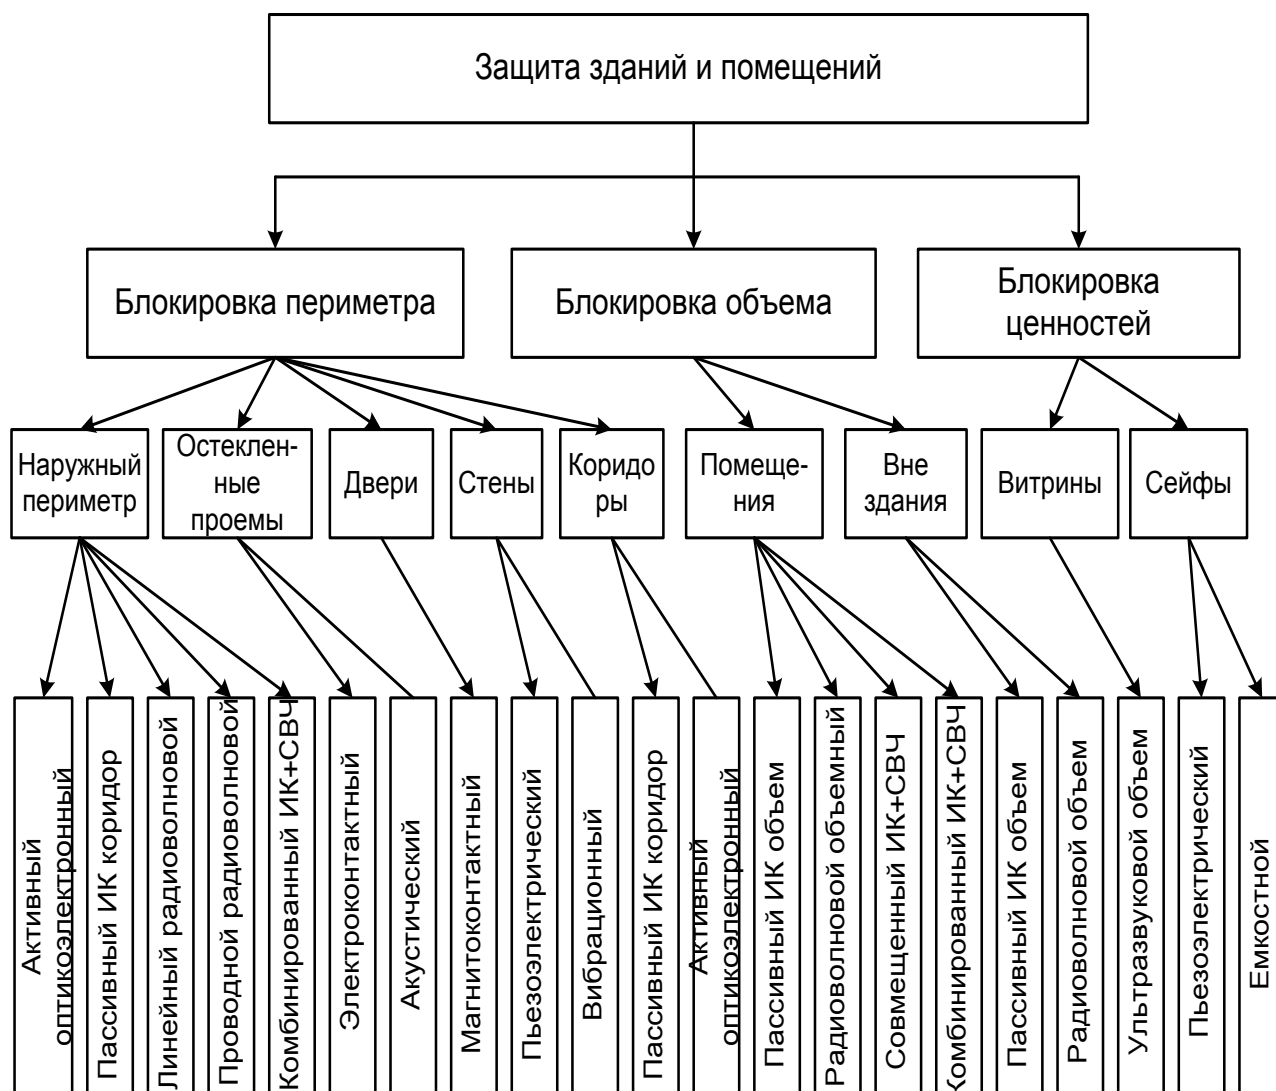 Защита зданий и помещений
Блокировка периметра
Блокировка объема
Блокировка
ценностей
Наружный
периметр
Остеклен-
ные
проемы
Двери
Стены
Коридо
ры
Помеще-
ния
Вне
здания
Витрины
Сейфы
Активный
оптикоэлектронный
Пассивный ИК коридор
Линейный радиоволновой
Проводной радиоволновой
Комбинированный ИК+СВЧ
Электроконтактный
Акустический
Магнитоконтактный
Пьезоэлектрический
Вибрационный
Пассивный ИК коридор
Активный
оптикоэлектронный
Пассивный ИК объем
Радиоволновой объемный
Совмещенный ИК+СВЧ
Комбинированный ИК+СВЧ
Пассивный ИК объем
Радиоволновой объем
Ультразвуковой объем
Пьезоэлектрический
Емкостной